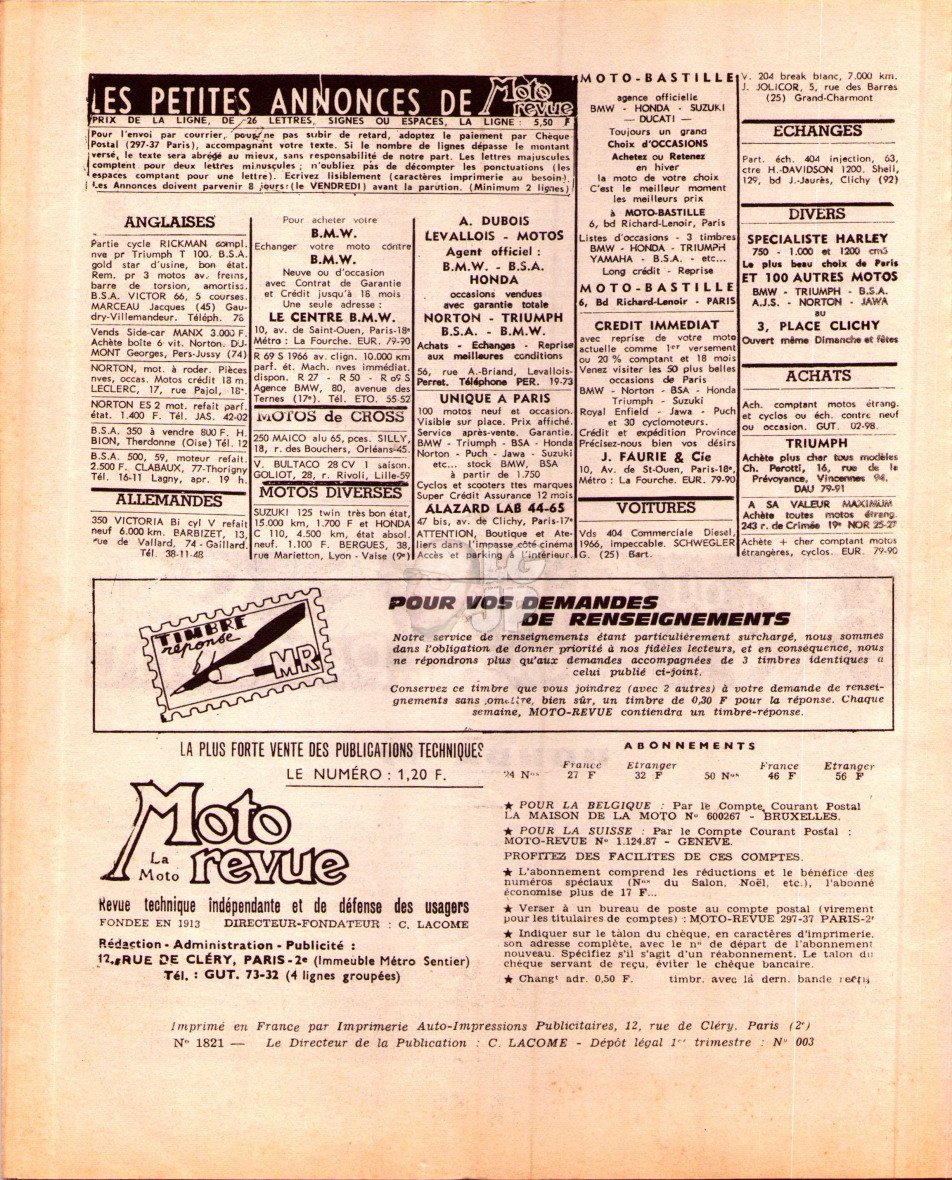 LES PETITES ANNONCES DE Moto revue
PRIX DE LA LIGNE, DE 26 LETTRES, SIGNES OU ESPACES, LA LIGNE : 5,50 F
Pour l'envoi par courrier, pour ne pas subir de retard, adoptez le paiement par Chèque
Postal (297-37 Paris), accompagnant votre texte. Si le nombre de lignes dépasse le montant
versé, le texte sera abrégé au mieux, sans responsabilité de notre part. Les lettres majuscules
comptent pour deux lettres minuscules ; n'oubliez pas de décompter les ponctuations (les
espaces comptant pour une lettre). Ecrivez lisiblement (caractères imprimerie au besoin).
Les Annonces doivent parvenir 8 jours (le VENDREDI) avant la parution. (Minimum 2 lignes)
ANGLAISES
Partie cycle RICKMAN compl.
nve pr Triumph T 100. B.S.A.
gold star d'usine, bon état.
Rem. pr 3 motos av. freins,
barre de torsion, amortiss.
B.S.A. VICTOR 66, 5 courses.
MARCEAU Jacques (45) Gau-
dry-Villemandeur. Téléph. 76
Vends Side-car MANX 3.000 F.
Achète boîte 6 vit. Norton. DU-
MONT Georges, Pers-Jussy (74)
NORTON, mot. à roder. Pièces
nves, occas. Motos crédit 18 m.
LECLERC, 17, rue Pajol, 18e.
NORTON ES 2 mot. refait parf.
état. 1.400 F. Tél. JAS. 42-02
B.S.A. 350 à vendre 800 F. H.
BION, Therdonne (Oise) Tél. 12
B.S.A. 500, 59, moteur refait.
2.500 F. CLABAUX, 77-Thorigny
Tél. 16-11 Lagny, apr. 19 h.
ALLEMANDES
350 VICTORIA Bi cyl V refait
neuf 6.000 km. BARBIZET, 13,
rue de Vallard, 74 - Gaillard.
Tél. 38-11-48
Pour acheter votre
B.M.W.
Echanger votre moto contre
B.M.W.
Neuve ou d'occasion
avec Contrat de Garantie
et Crédit jusqu'à 18 mois
Une seule adresse :
LE CENTRE B.M.W.
10, av. de Saint-Ouen, Paris-18e
Métro : La Fourche. EUR. 79-90
R 69 S 1966 av. clign. 10.000 km
parf. ét. Mach. nves immédiat.
dispon. R 27 - R 50 - R 69 S
Agence BMW, 80, avenue des
Ternes (17e). Tél. ETO. 55-52
MOTOS de CROSS
250 MAICO alu 65, pces. SILLY,
18, r. des Bouchers, Orléans-45.
V. BULTACO 28 CV 1 saison.
GOLIOT, 28, r. Rivoli, Lille-59
MOTOS DIVERSES
SUZUKI 125 twin très bon état,
15.000 km, 1.700 F et HONDA
C 110, 4.500 km, état absol.
neuf. 1.100 F. BERGUES, 38,
rue Marietton, Lyon - Vaise (9e)
A. DUBOIS
LEVALLOIS - MOTOS
Agent officiel :
B.M.W. - B.S.A.
HONDA
occasions vendues
avec garantie totale
NORTON - TRIUMPH
B.S.A. - B.M.W.
Achats - Echanges - Reprise
aux meilleures conditions
56, rue A.-Briand, Levallois-
Perret. Téléphone PER. 19-73
UNIQUE A PARIS
100 motos neuf et occasion.
Visible sur place. Prix affiché.
Service après-vente. Garantie.
BMW - Triumph - BSA - Honda
Norton - Puch - Jawa - Suzuki
etc... stock BMW, BSA
à partir de 1.750
Cyclos et scooters ttes marques
Super Crédit Assurance 12 mois
ALAZARD LAB 44-65
47 bis, av. de Clichy, Paris-17e
ATTENTION, Boutique et Ate-
liers dans l'impasse côté cinéma
Accès et parking à l'intérieur.
MOTO-BASTILLE
agence officielle
BMW - HONDA - SUZUKI
— DUCATI —
Toujours un grand
Choix d'OCCASIONS
Achetez ou Retenez
en hiver
la moto de votre choix
C'est le meilleur moment
les meilleurs prix
à MOTO-BASTILLE
6, bd Richard-Lenoir, Paris
Listes d'occasions - 3 timbres
BMW - HONDA - TRIUMPH
YAMAHA - B.S.A. - etc...
Long crédit - Reprise
MOTO-BASTILLE
6, Bd Richard-Lenoir - PARIS
CREDIT IMMEDIAT
avec reprise de votre moto
actuelle comme 1er versement
ou 20 % comptant et 18 mois
Venez visiter les 50 plus belles
occasions de Paris
BMW - Norton - BSA - Honda
Triumph - Suzuki
Royal Enfield - Jawa - Puch
et 30 cyclomoteurs.
Crédit et expédition Province
Précisez-nous bien vos désirs
J. FAURIE & Cie
10, Av. de St-Ouen, Paris-18e,
Métro : La Fourche. EUR. 79-90
VOITURES
Vds 404 Commerciale Diesel,
1966, impeccable. SCHWEGLER
G. (25) Bart.
V. 204 break blanc, 7.000 km.
J. JOLICOR, 5, rue des Barres
(25) Grand-Charmont
ECHANGES
Part. éch. 404 injection, 63,
ctre H.-DAVIDSON 1200. Shell,
129, bd J.-Jaurès, Clichy (92)
DIVERS
SPECIALISTE HARLEY
750 - 1.000 et 1200 cm3
Le plus beau choix de Paris
ET 100 AUTRES MOTOS
BMW - TRIUMPH - B.S.A.
A.J.S. - NORTON - JAWA
au
3, PLACE CLICHY
Ouvert même Dimanche et fêtes
ACHATS
Ach. comptant motos étrang.
et cyclos ou éch. contre neuf
ou occasion. GUT. 02-98.
TRIUMPH
Achète plus cher tous modèles
Ch. Perotti, 16, rue de la
Prévoyance, Vincennes 94.
DAU 79-91
A SA VALEUR MAXIMUM
Achète toutes motos étrang.
243 r. de Crimée 19e NOR 25-27
Achète + cher comptant motos
étrangères, cyclos. EUR. 79-90
TIMBRE
réponse
M-R
POUR VOS DEMANDES
DE RENSEIGNEMENTS
Notre service de renseignements étant particulièrement surchargé, nous sommes
dans l'obligation de donner priorité à nos fidèles lecteurs, et en conséquence, nous
ne répondrons plus qu'aux demandes accompagnées de 3 timbres identiques à
celui publié ci-joint.
Conservez ce timbre que vous joindrez (avec 2 autres) à votre demande de rensei-
gnements sans omettre, bien sûr, un timbre de 0,30 F pour la réponse. Chaque
semaine, MOTO-REVUE contiendra un timbre-réponse.
LA PLUS FORTE VENTE DES PUBLICATIONS TECHNIQUES
LE NUMÉRO : 1,20 F.
Moto revue
La
Moto
Revue technique indépendante et de défense des usagers
FONDEE EN 1913 DIRECTEUR-FONDATEUR : C. LACOME
Rédaction - Administration - Publicité :
12, RUE DE CLÉRY, PARIS-2e (Immeuble Métro Sentier)
Tél. : GUT. 73-32 (4 lignes groupées)
ABONNEMENTS
France Etranger France Etranger
24 Nos 27 F 32 F 50 Nos 46 F 56 F
★ POUR LA BELGIQUE : Par le Compte Courant Postal
LA MAISON DE LA MOTO No 600267 - BRUXELLES.
★ POUR LA SUISSE : Par le Compte Courant Postal :
MOTO-REVUE No 1.124.87 - GENEVE.
PROFITEZ DES FACILITES DE CES COMPTES.
★ L'abonnement comprend les réductions et le bénéfice des
numéros spéciaux (Nos du Salon, Noël, etc.), l'abonné
économise plus de 17 F...
★ Verser à un bureau de poste au compte postal (virement
pour les titulaires de comptes) : MOTO-REVUE 297-37 PARIS-2e
★ Indiquer sur le talon du chèque, en caractères d'imprimerie,
son adresse complète, avec le no de départ de l'abonnement
nouveau. Spécifiez s'il s'agit d'un réabonnement. Le talon du
chèque servant de reçu, éviter le chèque bancaire.
★ Changt adr. 0,50 F. timbr. avec la dern. bande rectif
Imprimé en France par Imprimerie Auto-Impressions Publicitaires, 12, rue de Cléry. Paris (2e)
No 1821 — Le Directeur de la Publication : C. LACOME - Dépôt légal 1er trimestre : No 003